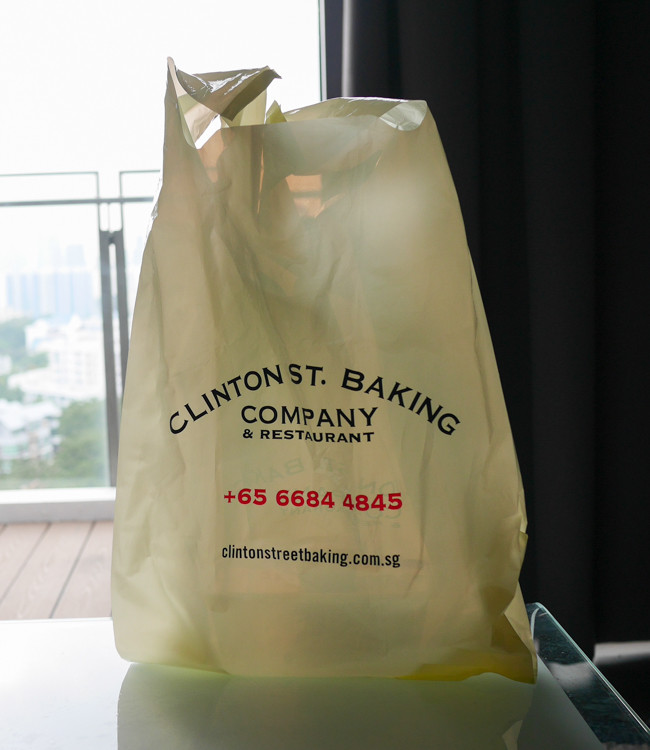 CLINTON ST. BAKING
COMPANY
& RESTAURANT
+65 6684 4845
clintonstreetbaking.com.sg